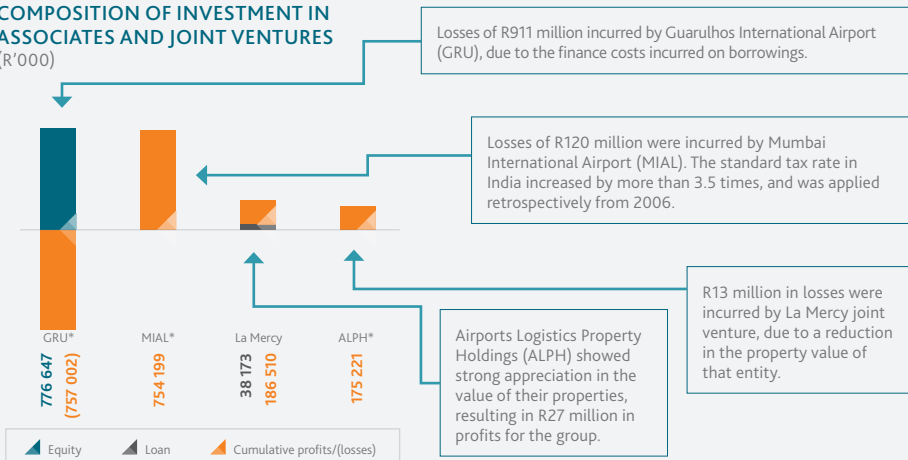 COMPOSITION OF INVESTMENT IN
ASSOCIATES AND JOINT VENTURES
(R'000)
Losses of R911 million incurred by Guarulhos International Airport
(GRU), due to the finance costs incurred on borrowings.
Losses of R120 million were incurred by Mumbai
International Airport (MIAL). The standard tax rate in
India increased by more than 3.5 times, and was applied
retrospectively from 2006.
R13 million in losses were
incurred by La Mercy joint
venture, due to a reduction
in the property value of
that entity.
Airports Logistics Property
Holdings (ALPH) showed
strong appreciation in the
value of their properties,
resulting in R27 million in
profits for the group.
GRU*
MIAL*
La Mercy
ALPH*
776 647
(757 002)
754 199
38 173
186 510
175 221
Equity
Loan
Cumulative profits/(losses)